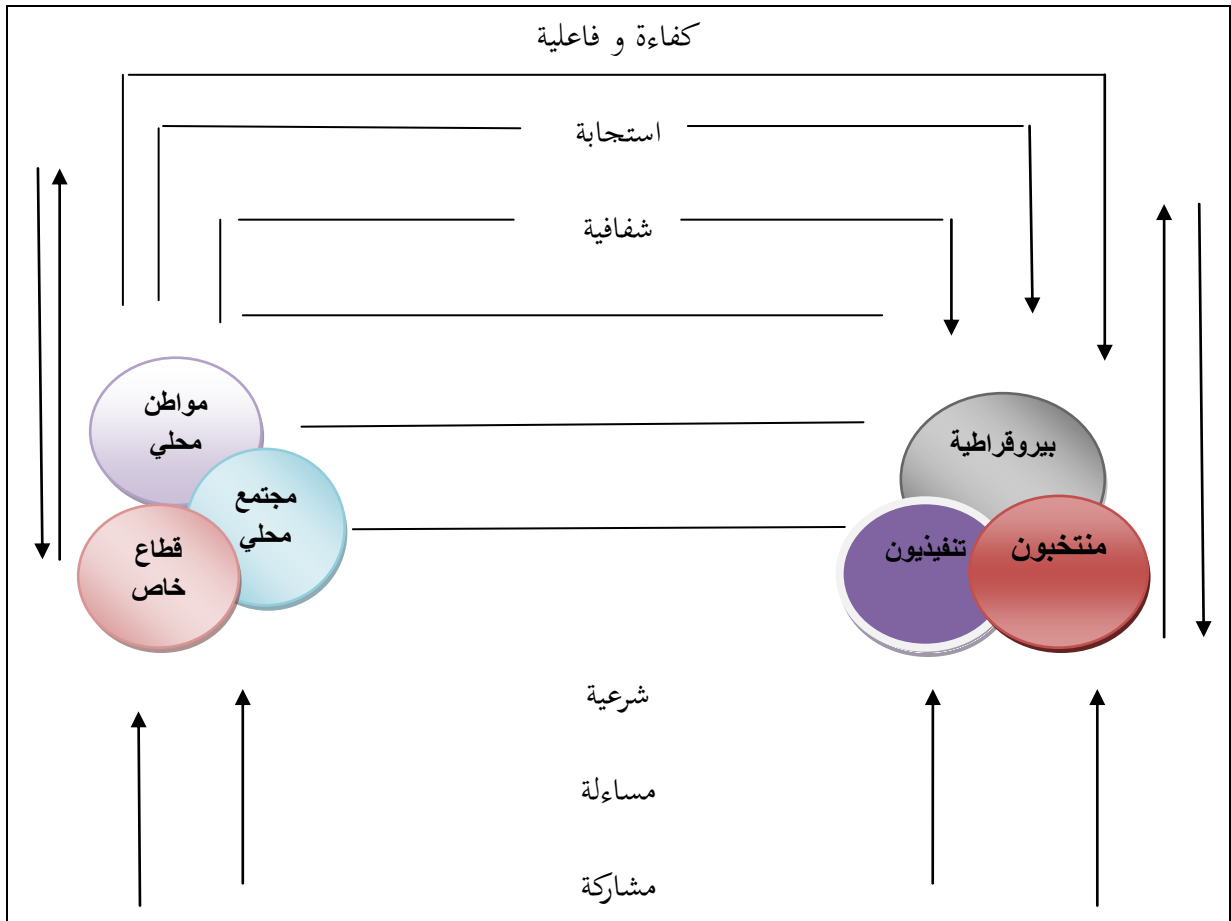 كفاءة و فاعلية
استجابة
شفافية
بيروقراطية
منتخبون
تنفيذيون
مواطن
محلي
مجتمع
محلي
قطاع
خاص
شرعية
مساءلة
مشاركة